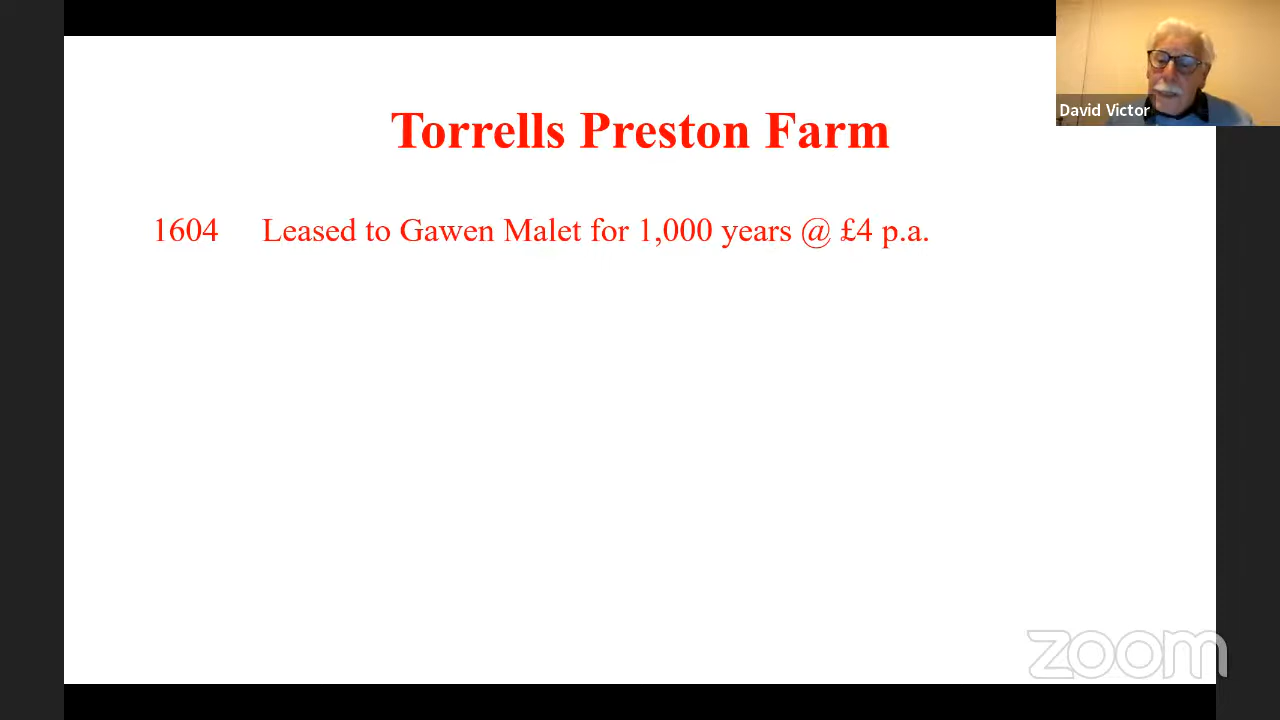 David Victor
Torrells Preston Farm
1604 Leased to Gawen Malet for 1,000 years @ £4 p.a.
zoom